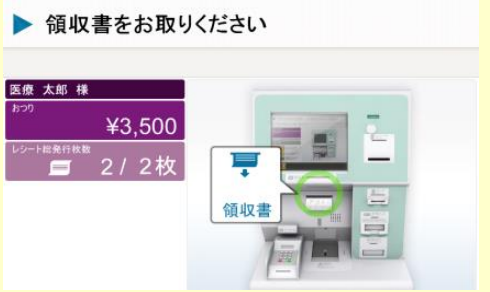 領収書をお取りください
医療 太郎 様
おつり
¥3,500
レシート総発行枚数
2 / 2枚
領収書